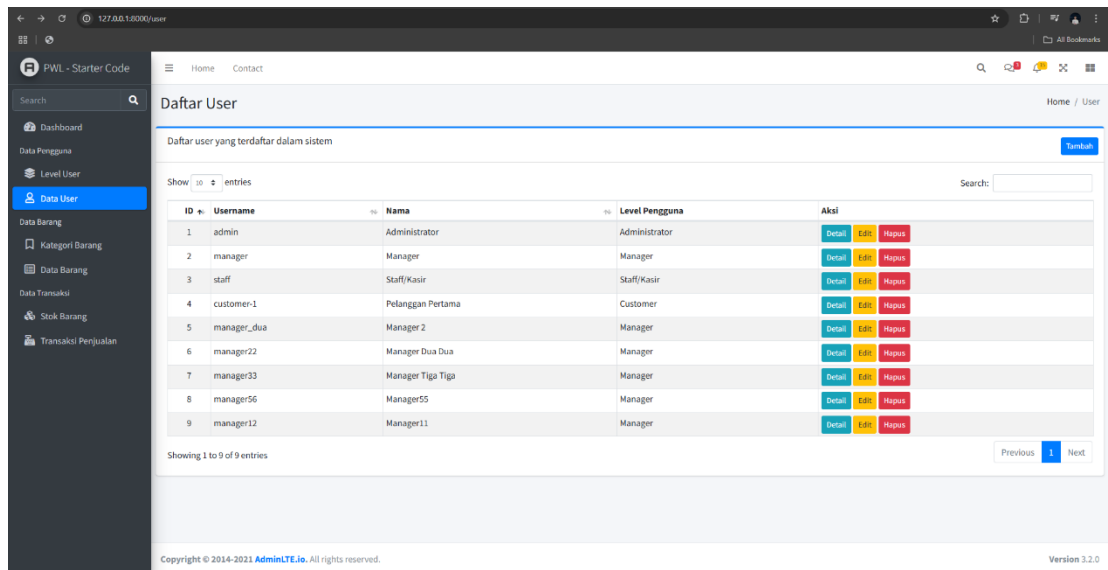 127.0.0.1:8000/user
All Bookmarks
PWL - Starter Code
Home Contact
Search
Daftar User
Home / User
Dashboard
Data Pengguna
Level User
Data User
Data Barang
Kategori Barang
Data Barang
Data Transaksi
Stok Barang
Transaksi Penjualan
Daftar user yang terdaftar dalam sistem
Tambah
Show 10 entries
Search:
ID Username Nama Level Pengguna Aksi
1 admin Administrator Administrator Detail Edit Hapus
2 manager Manager Manager Detail Edit Hapus
3 staff Staff/Kasir Staff/Kasir Detail Edit Hapus
4 customer-1 Pelanggan Pertama Customer Detail Edit Hapus
5 manager_dua Manager 2 Manager Detail Edit Hapus
6 manager22 Manager Dua Dua Manager Detail Edit Hapus
7 manager33 Manager Tiga Tiga Manager Detail Edit Hapus
8 manager56 Manager55 Manager Detail Edit Hapus
9 manager12 Manager11 Manager Detail Edit Hapus
Showing 1 to 9 of 9 entries
Previous 1 Next
Copyright © 2014-2021 AdminLTE.io. All rights reserved.
Version 3.2.0